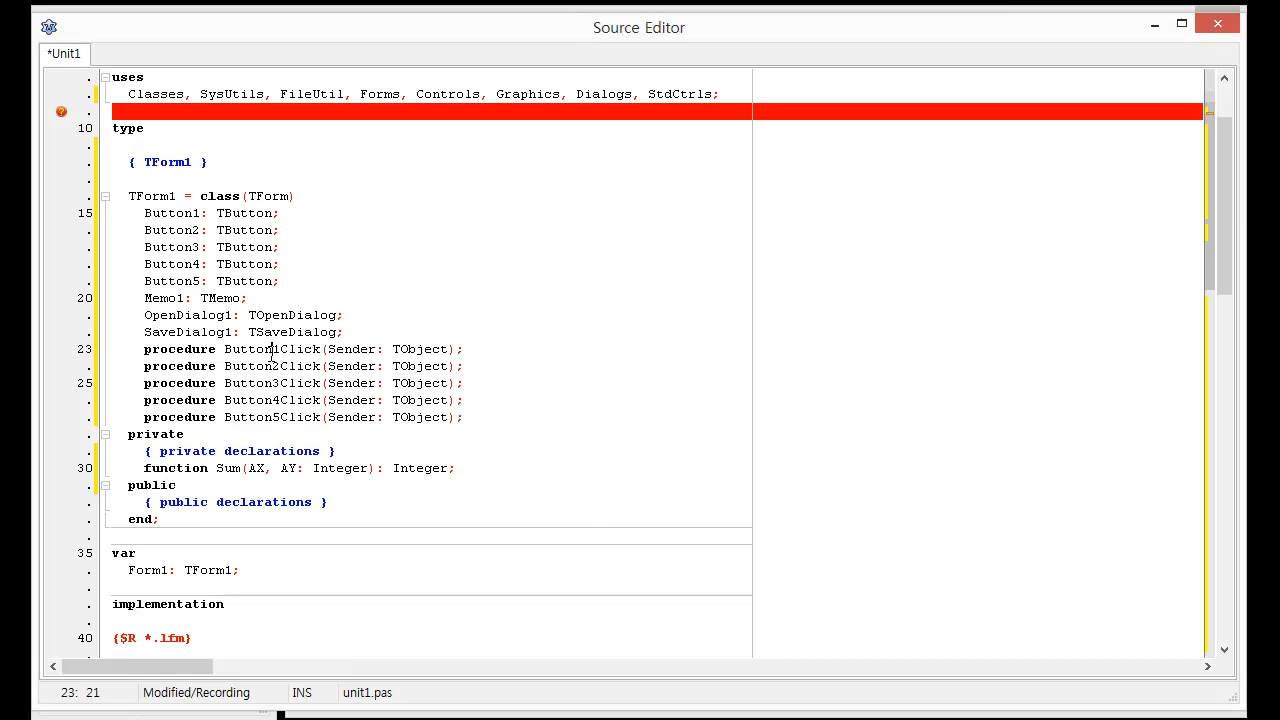 Source Editor
*Unit1
. uses
. Classes, SysUtils, FileUtil, Forms, Controls, Graphics, Dialogs, StdCtrls;
.
10 type
.
. { TForm1 }
.
. TForm1 = class(TForm)
15 Button1: TButton;
. Button2: TButton;
. Button3: TButton;
. Button4: TButton;
. Button5: TButton;
20 Memo1: TMemo;
. OpenDialog1: TOpenDialog;
. SaveDialog1: TSaveDialog;
23 procedure Button1Click(Sender: TObject);
. procedure Button2Click(Sender: TObject);
25 procedure Button3Click(Sender: TObject);
. procedure Button4Click(Sender: TObject);
. procedure Button5Click(Sender: TObject);
. private
. { private declarations }
30 function Sum(AX, AY: Integer): Integer;
. public
. { public declarations }
. end;
.
35 var
. Form1: TForm1;
.
. implementation
.
40 {$R *.lfm}
23: 21 Modified/Recording INS unit1.pas